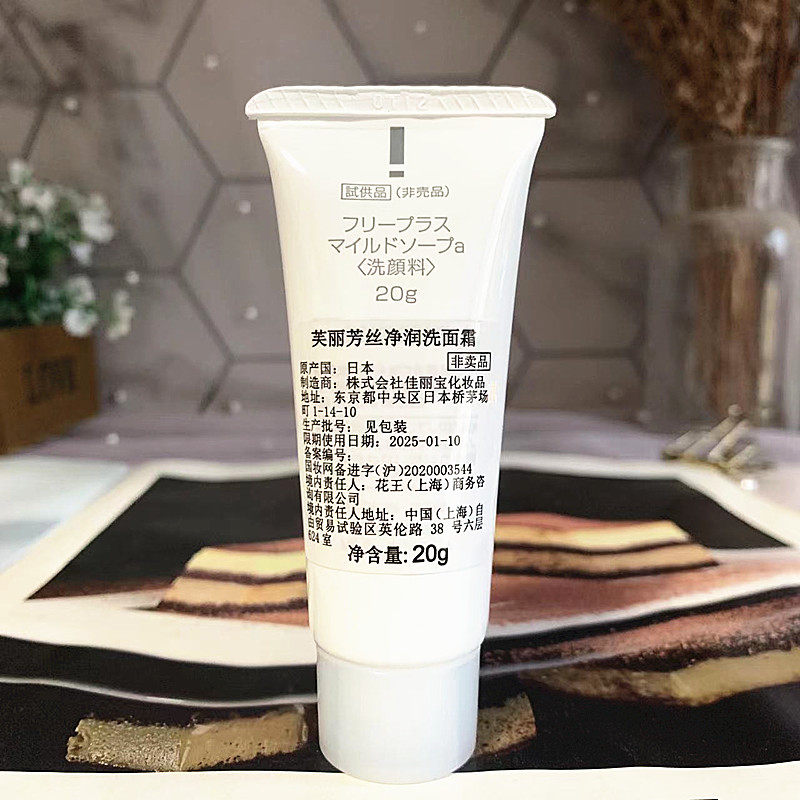 試供品 (非売品)
フリープラス
マイルドソープa
〈洗顔料〉
20g
芙丽芳丝净润洗面霜
非卖品
原产国：日本
制造商：株式会社佳丽宝化妆品
地址：东京都中央区日本桥茅场
町1-14-10
生产批号：见包装
限期使用日期：2025-01-10
备案编号：
国妆网备进字(沪)2020003544
境内责任人：花王(上海)商务咨
询有限公司
境内责任人地址：中国(上海)自
由贸易试验区英伦路 38 号六层
624室
净含量: 20g